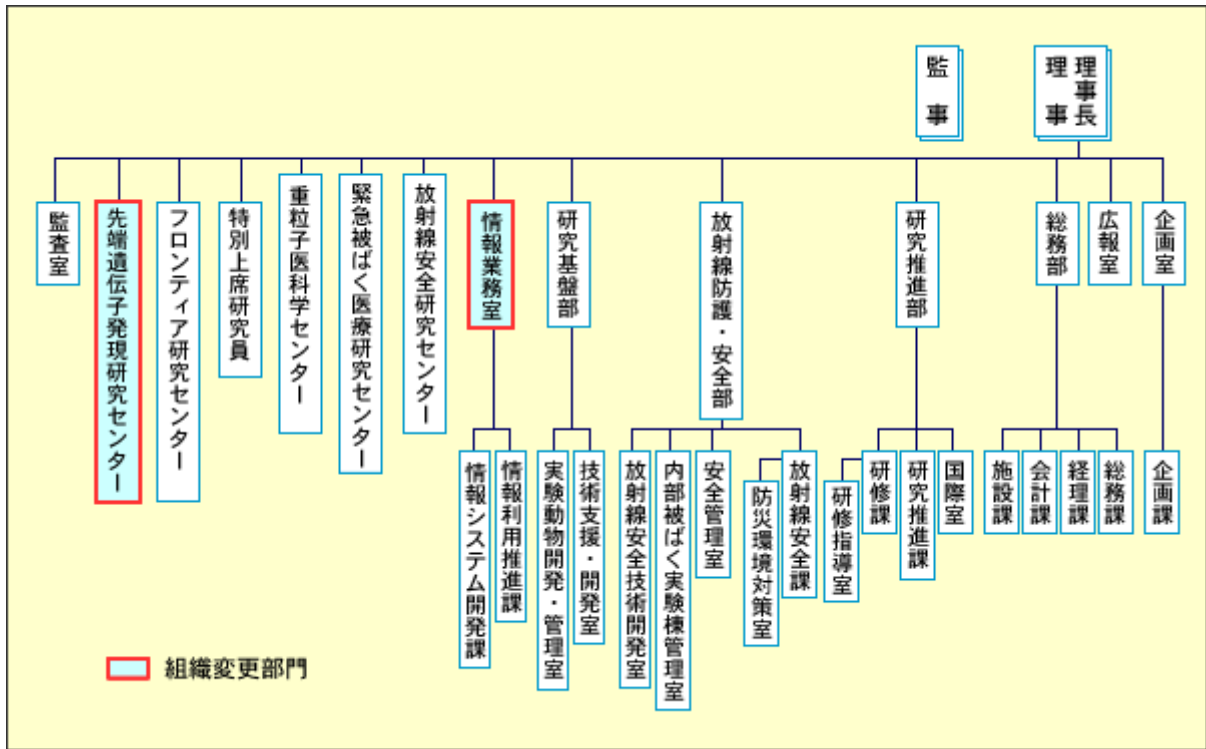 理事長
理事
監事
企画室
広報室
総務部
研究推進部
放射線防護・安全部
研究基盤部
情報業務室
放射線安全研究センター
緊急被ばく医療研究センター
重粒子医科学センター
特別上席研究員
フロンティア研究センター
先端遺伝子発現研究センター
監査室
企画課
総務課
経理課
会計課
施設課
国際室
研究推進課
研修課
研修指導室
放射線安全課
防災環境対策室
安全管理室
内部被ばく実験棟管理室
放射線安全技術開発室
技術支援・開発室
実験動物開発・管理室
情報利用推進課
情報システム開発課
組織変更部門